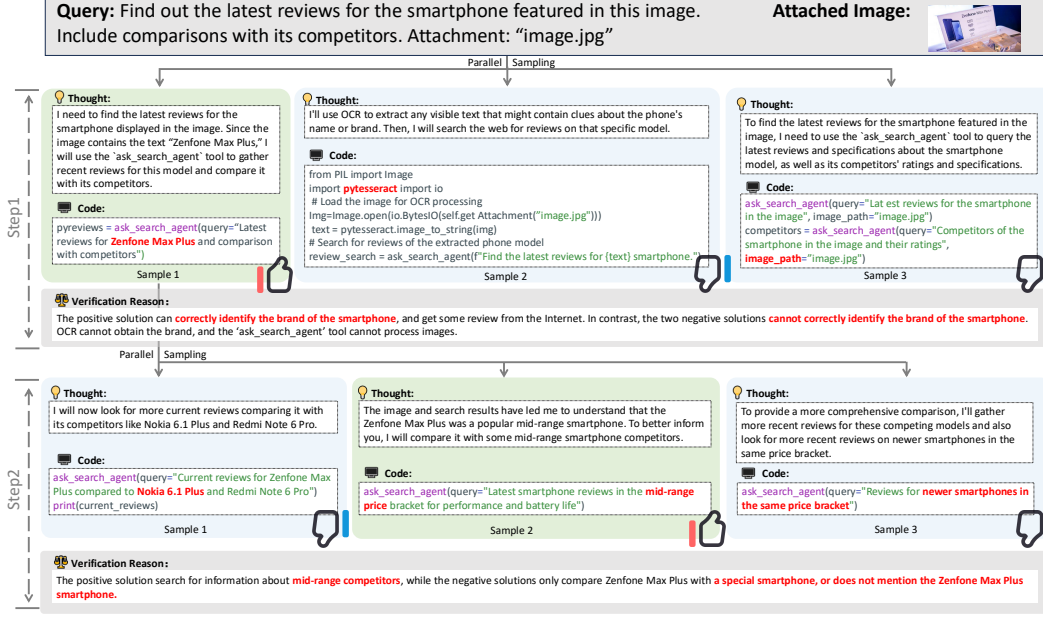 Query: Find out the latest reviews for the smartphone featured in this image.
Include comparisons with its competitors. Attachment: “image.jpg”
Attached Image:
Parallel Sampling
Step1
Thought:
I need to find the latest reviews for the
smartphone displayed in the image. Since the
image contains the text “Zenfone Max Plus,” I
will use the `ask_search_agent` tool to gather
recent reviews for this model and compare it
with its competitors.
Code:
pyreviews = ask_search_agent(query=“Latest
reviews for Zenfone Max Plus and comparison
with competitors”)
Sample 1
Thought:
I'll use OCR to extract any visible text that might contain clues about the phone's
name or brand. Then, I will search the web for reviews on that specific model.
Code:
from PIL import Image
import pytesseract import io
# Load the image for OCR processing
Img=Image.open(io.BytesIO(self.get Attachment(“image.jpg”)))
text = pytesseract.image_to_string(img)
# Search for reviews of the extracted phone model
review_search = ask_search_agent(f"Find the latest reviews for {text} smartphone.")
Sample 2
Thought:
To find the latest reviews for the smartphone featured in the
image, I need to use the `ask_search_agent` tool to query the
latest reviews and specifications about the smartphone
model, as well as its competitors' ratings and specifications.
Code:
ask_search_agent(query="Lat est reviews for the smartphone
in the image", image_path="image.jpg")
competitors = ask_search_agent(query="Competitors of the
smartphone in the image and their ratings",
image_path="image.jpg")
Sample 3
Verification Reason:
The positive solution can correctly identify the brand of the smartphone, and get some review from the Internet. In contrast, the two negative solutions cannot correctly identify the brand of the smartphone.
OCR cannot obtain the brand, and the ‘ask_search_agent’ tool cannot process images.
Parallel Sampling
Step2
Thought:
I will now look for more current reviews comparing it with
its competitors like Nokia 6.1 Plus and Redmi Note 6 Pro.
Code:
ask_search_agent(query="Current reviews for Zenfone Max
Plus compared to Nokia 6.1 Plus and Redmi Note 6 Pro")
print(current_reviews)
Sample 1
Thought:
The image and search results have led me to understand that the
Zenfone Max Plus was a popular mid-range smartphone. To better inform
you, I will compare it with some mid-range smartphone competitors.
Code:
ask_search_agent(query="Latest smartphone reviews in the mid-range
price bracket for performance and battery life")
Sample 2
Thought:
To provide a more comprehensive comparison, I'll gather
more recent reviews for these competing models and also
look for more recent reviews on newer smartphones in the
same price bracket.
Code:
ask_search_agent(query="Reviews for newer smartphones in
the same price bracket")
Sample 3
Verification Reason:
The positive solution search for information about mid-range competitors, while the negative solutions only compare Zenfone Max Plus with a special smartphone, or does not mention the Zenfone Max Plus
smartphone.